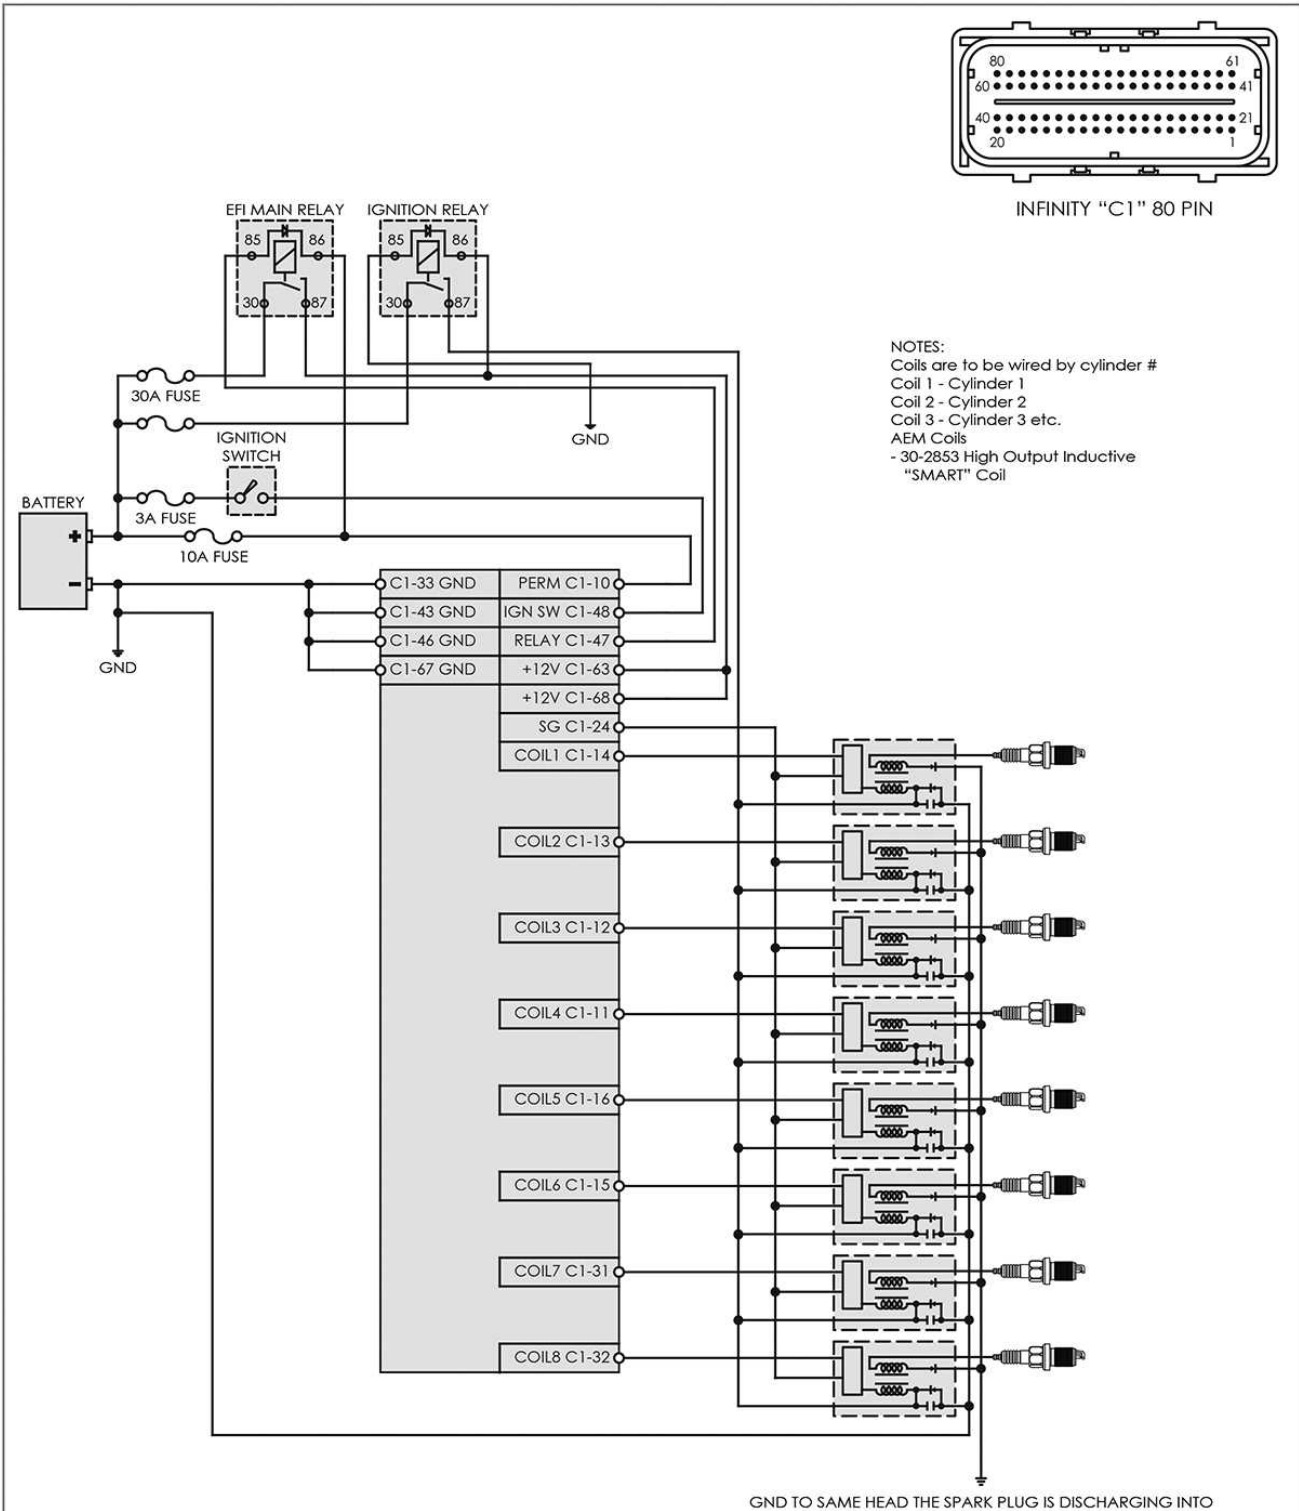 80 61
60 41
40 21
20 1
INFINITY “C1” 80 PIN
EFI MAIN RELAY
IGNITION RELAY
85 86
85 86
30 87
30 87
NOTES:
Coils are to be wired by cylinder #
Coil 1 - Cylinder 1
Coil 2 - Cylinder 2
Coil 3 - Cylinder 3 etc.
AEM Coils
- 30-2853 High Output Inductive
“SMART” Coil
30A FUSE
GND
IGNITION
SWITCH
BATTERY
3A FUSE
+
10A FUSE
-
GND
C1-33 GND
PERM C1-10
C1-43 GND
IGN SW C1-48
C1-46 GND
RELAY C1-47
C1-67 GND
+12V C1-63
+12V C1-68
SG C1-24
COIL1 C1-14
COIL2 C1-13
COIL3 C1-12
COIL4 C1-11
COIL5 C1-16
COIL6 C1-15
COIL7 C1-31
COIL8 C1-32
GND TO SAME HEAD THE SPARK PLUG IS DISCHARGING INTO